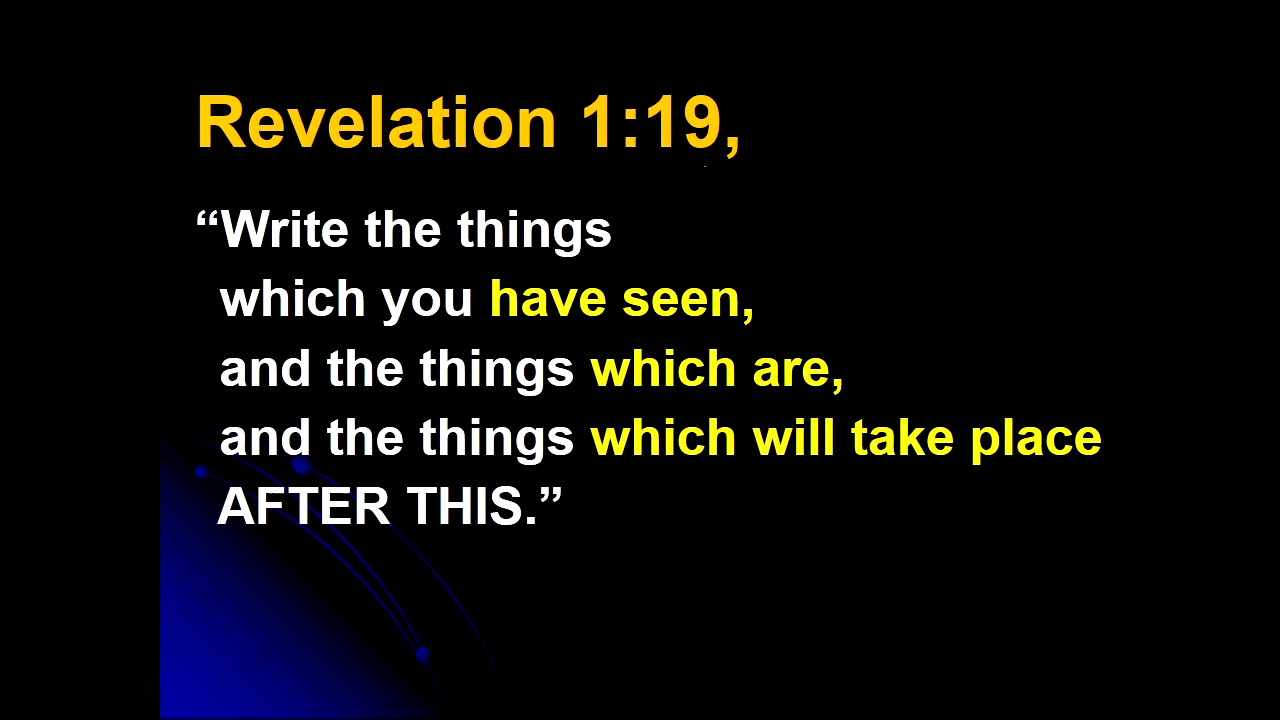 Revelation 1:19,
“Write the things
which you have seen,
and the things which are,
and the things which will take place
AFTER THIS.”